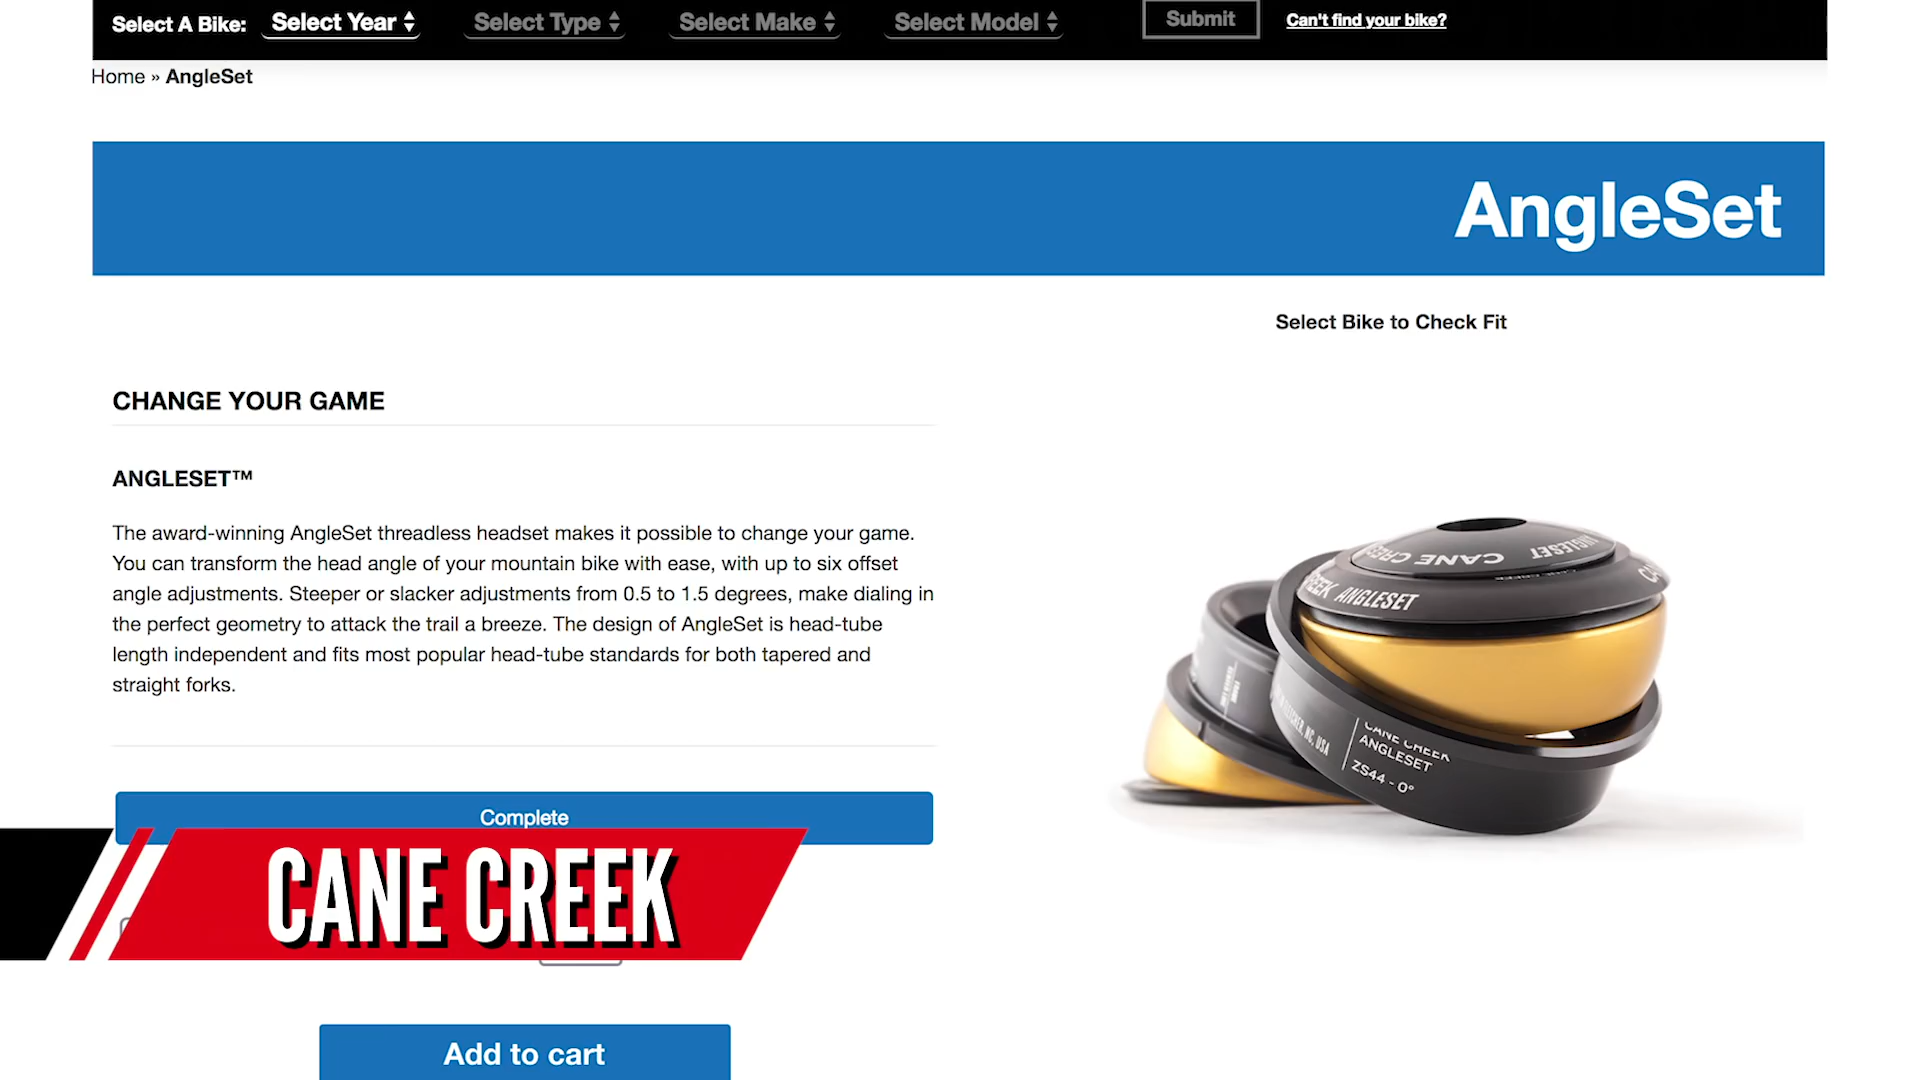 Select A Bike: Select Year Select Type Select Make Select Model Submit Can't find your bike?
Home » AngleSet
AngleSet
Select Bike to Check Fit
CHANGE YOUR GAME
ANGLESET™
The award-winning AngleSet threadless headset makes it possible to change your game.
You can transform the head angle of your mountain bike with ease, with up to six offset
angle adjustments. Steeper or slacker adjustments from 0.5 to 1.5 degrees, make dialing in
the perfect geometry to attack the trail a breeze. The design of AngleSet is head-tube
length independent and fits most popular head-tube standards for both tapered and
straight forks.
CANE CREEK ANGLESET
REEK ANGLESET
FLETCHER, NC, USA
CANE CREEK
ANGLESET
ZS44 - 0°
Complete
CANE CREEK
Add to cart